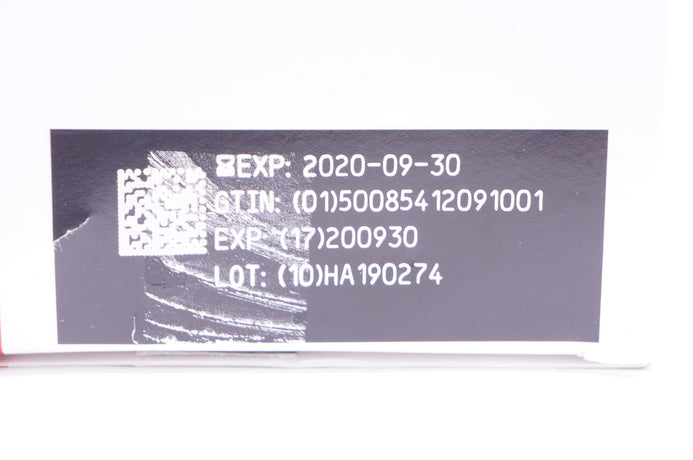 EXP: 2020-09-30
GTIN: (01)50085412091001
EXP: (17)200930
LOT: (10)HA190274